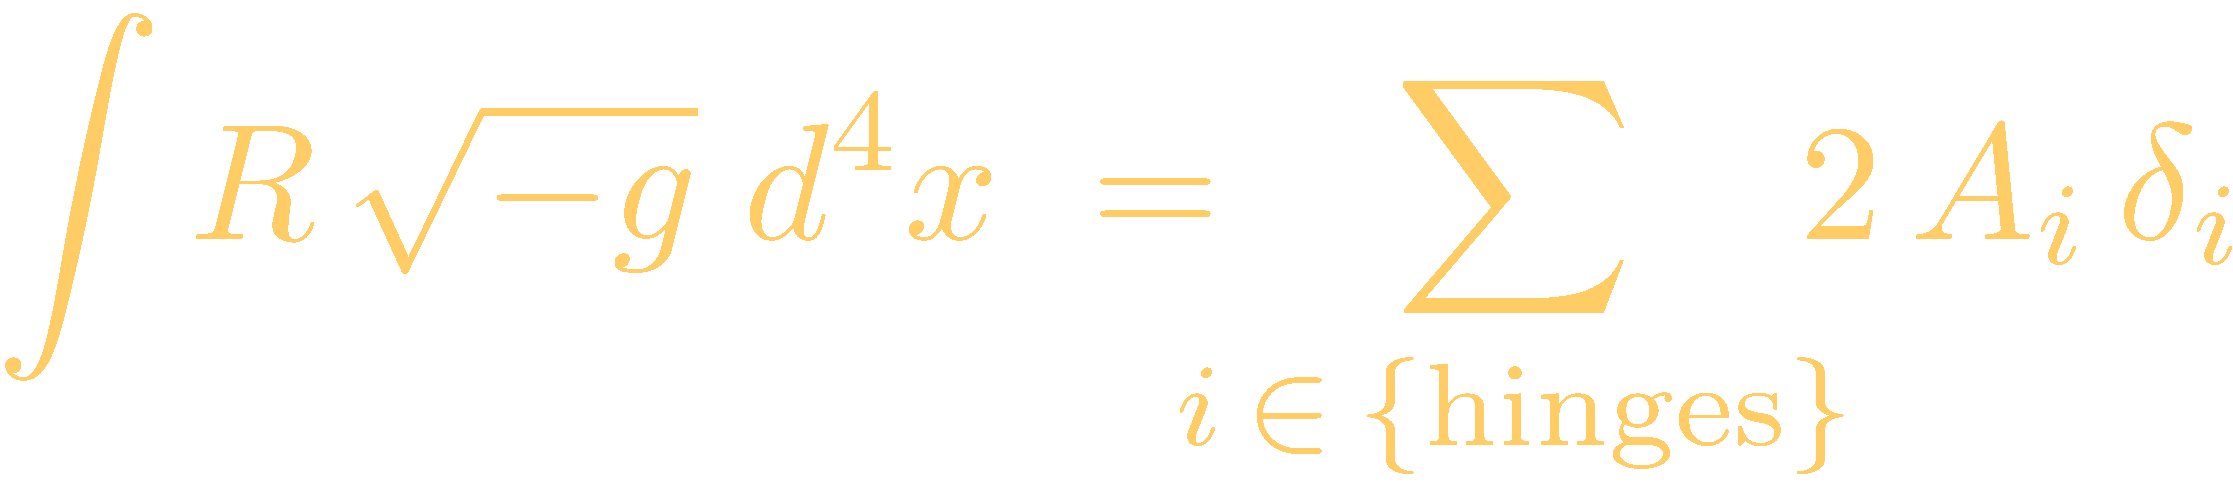 ∫ R √−g d⁴x = ∑ 2 Aᵢ δᵢ
i ∈ {hinges}